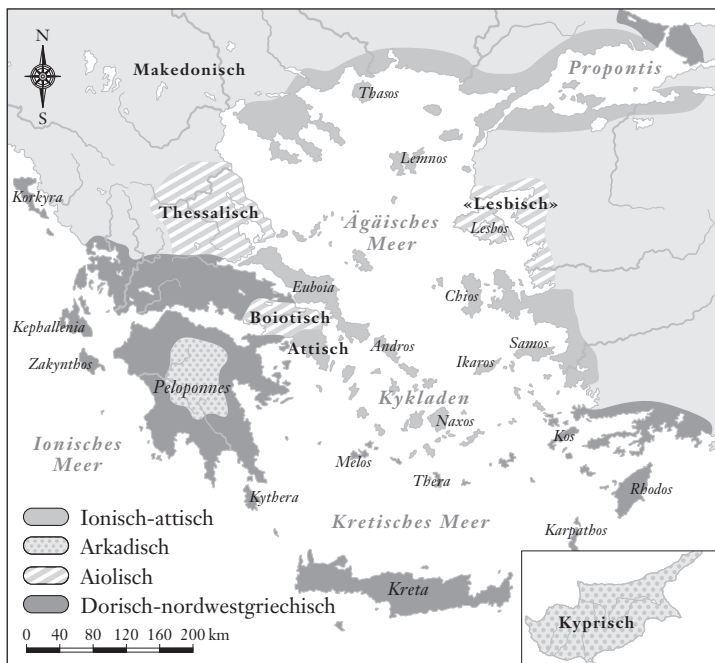 N
S
Makedonisch
Propontis
Thasos
Lemnos
Korkyra
Thessalisch
«Lesbisch»
Lesbos
Ägäisches
Meer
Euboia
Chios
Kephallenia
Boiotisch
Attisch
Andros
Samos
Ikaros
Zakynthos
Peloponnes
Kykladen
Naxos
Kos
Ionisches
Meer
Melos
Thera
Kythera
Rhodos
Kretisches Meer
Karpathos
Kreta
Kyprisch
Ionisch-attisch
Arkadisch
Aiolisch
Dorisch-nordwestgriechisch
0 40 80 120 160 200 km